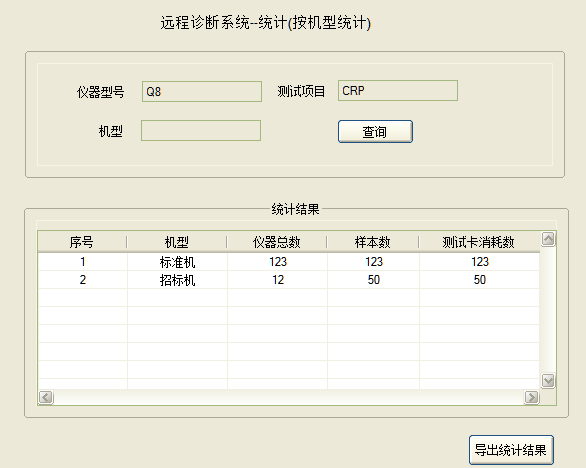 远程诊断系统--统计(按机型统计)
仪器型号 Q8 测试项目 CRP
机型 查询
统计结果
序号 机型 仪器总数 样本数 测试卡消耗数
1 标准机 123 123 123
2 招标机 12 50 50
导出统计结果